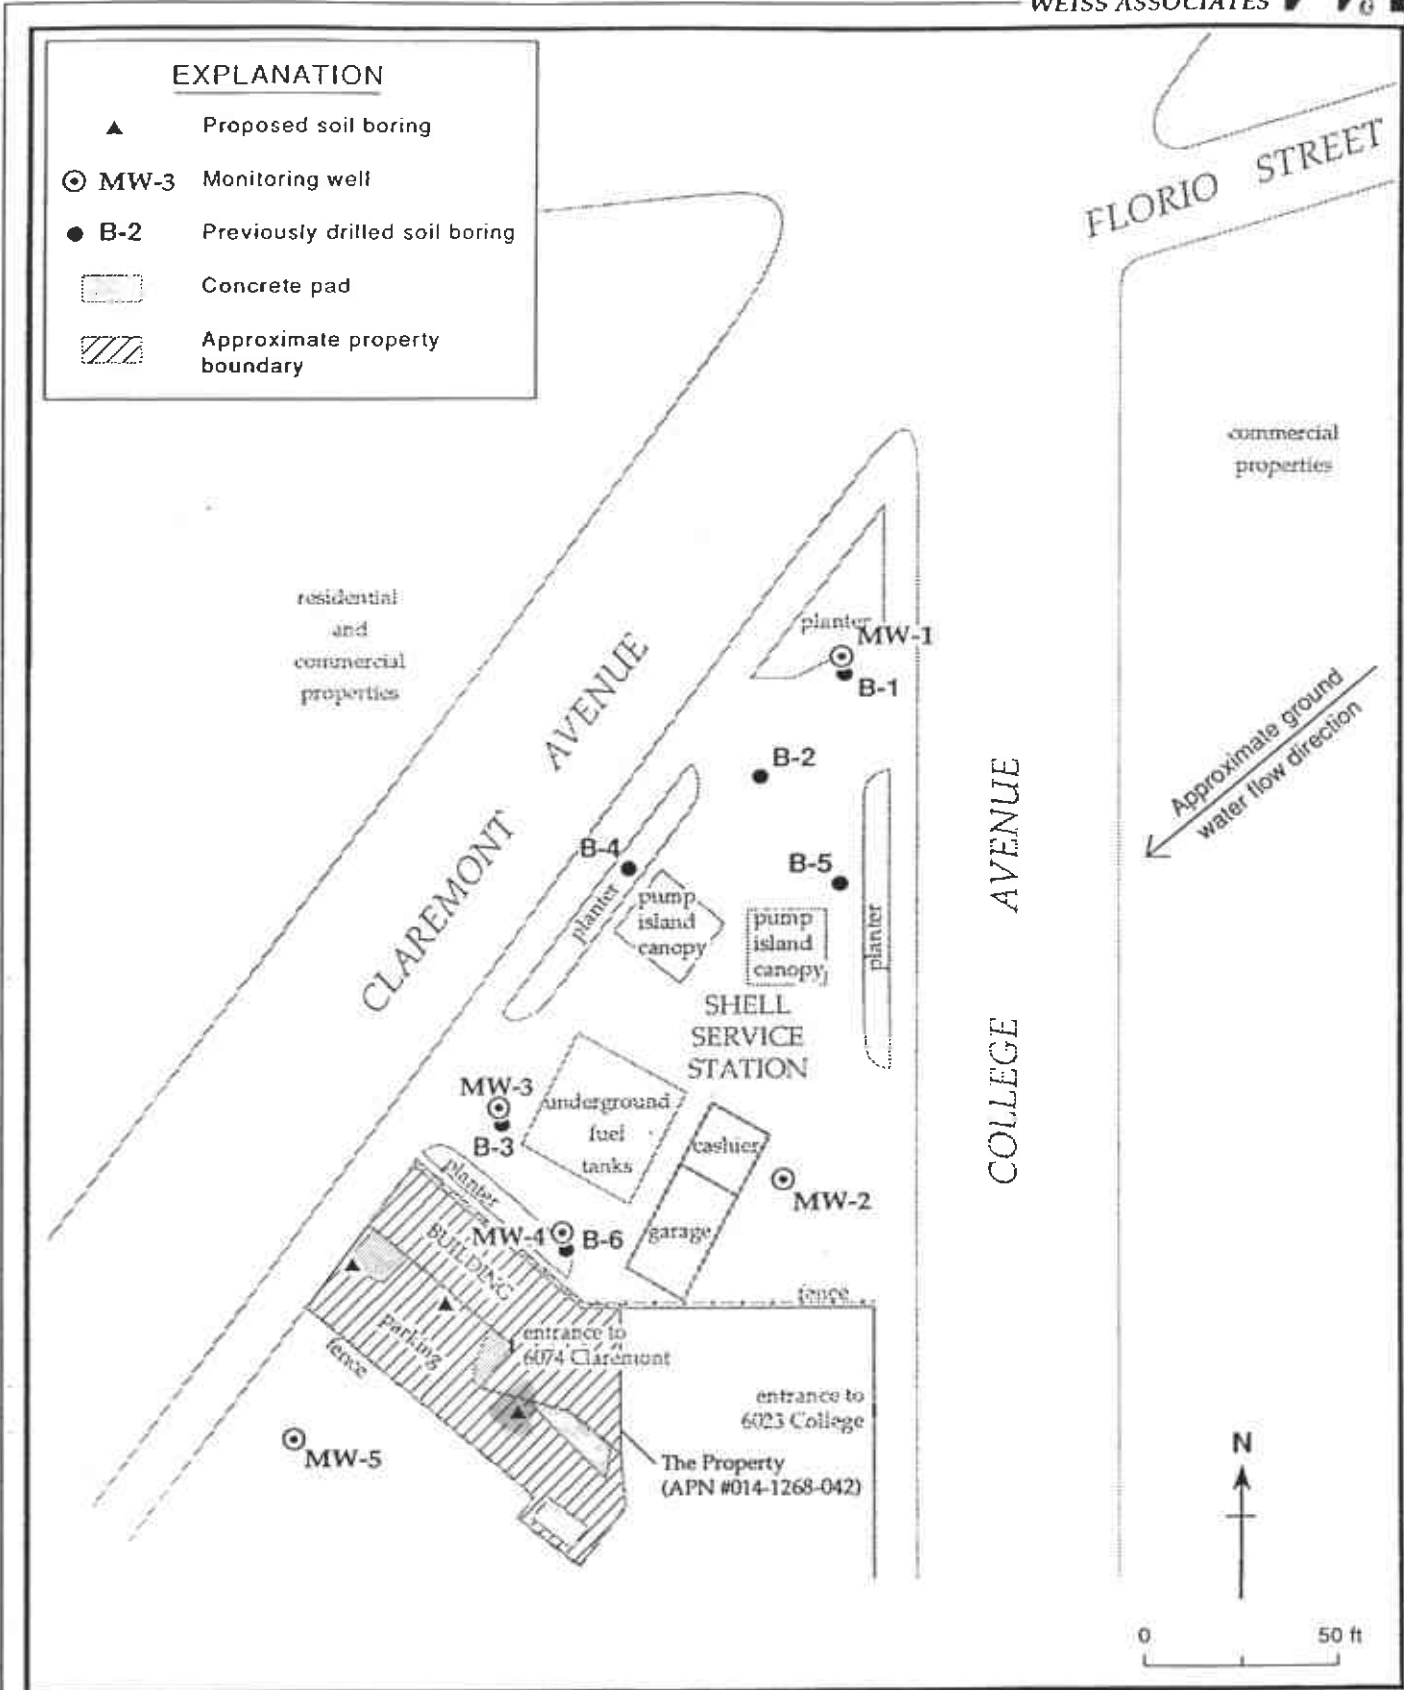 WEISS ASSOCIATES
EXPLANATION
Proposed soil boring
MW-3 Monitoring well
B-2 Previously drilled soil boring
Concrete pad
Approximate property
boundary
FLORIO STREET
commercial
properties
residential
and
commercial
properties
planter
MW-1
B-1
CLAREMONT AVENUE
B-2
Approximate ground
water flow direction
B-4
B-5
planter
pump
island
canopy
pump
island
canopy
planter
COLLEGE AVENUE
SHELL
SERVICE
STATION
MW-3
B-3
underground
fuel
tanks
cashier
garage
MW-2
planter
MW-4
B-6
BUILDING
fence
parking
fence
entrance to
6074 Claremont
entrance to
6023 College
The Property
(APN #014-1268-042)
MW-5
N
0 50 ft